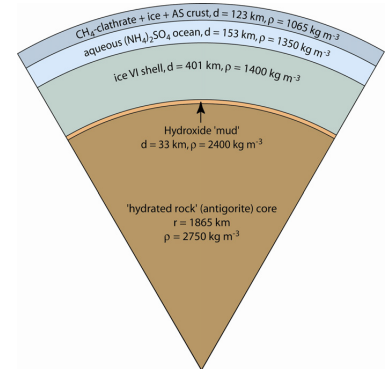 CH₄-clathrate + ice + AS crust, d = 123 km, ρ = 1065 kg m⁻³
aqueous (NH₄)₂SO₄ ocean, d = 153 km, ρ = 1350 kg m⁻³
ice VI shell, d = 401 km, ρ = 1400 kg m⁻³
Hydroxide 'mud'
d = 33 km, ρ = 2400 kg m⁻³
'hydrated rock' (antigorite) core
r = 1865 km
ρ = 2750 kg m⁻³